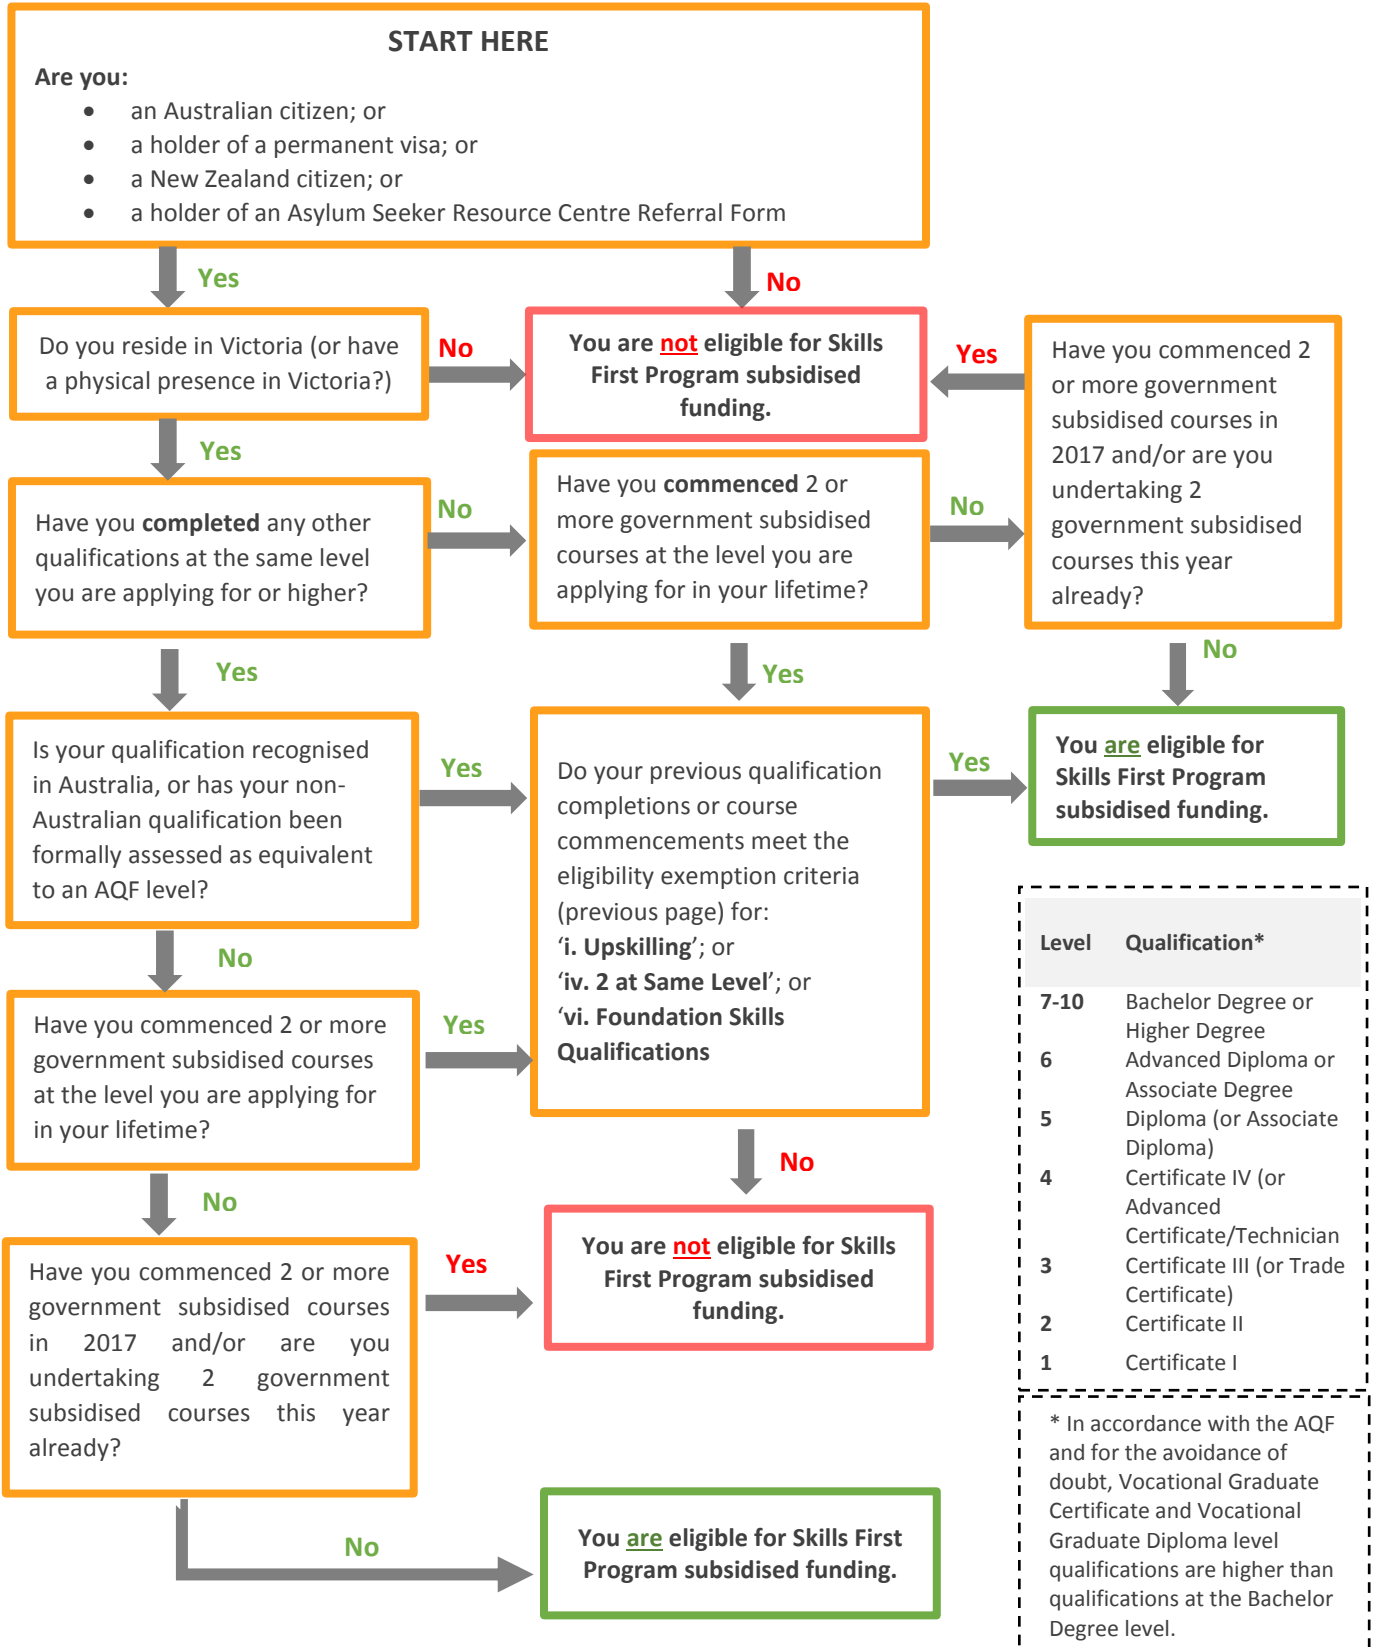 START HERE
Are you:
• an Australian citizen; or
• a holder of a permanent visa; or
• a New Zealand citizen; or
• a holder of an Asylum Seeker Resource Centre Referral Form
Yes
No
Do you reside in Victoria (or have
a physical presence in Victoria?)
No
You are not eligible for Skills
First Program subsidised
funding.
Yes
Have you commenced 2
or more government
subsidised courses in
2017 and/or are you
undertaking 2
government subsidised
courses this year
already?
Yes
Have you completed any other
qualifications at the same level
you are applying for or higher?
No
Have you commenced 2 or
more government subsidised
courses at the level you are
applying for in your lifetime?
No
Yes
Yes
No
Is your qualification recognised
in Australia, or has your non-
Australian qualification been
formally assessed as equivalent
to an AQF level?
Yes
Do your previous qualification
completions or course
commencements meet the
eligibility exemption criteria
(previous page) for:
‘i. Upskilling’; or
‘iv. 2 at Same Level’; or
‘vi. Foundation Skills
Qualifications
Yes
You are eligible for
Skills First Program
subsidised funding.
No
Have you commenced 2 or more
government subsidised courses
at the level you are applying for
in your lifetime?
Yes
No
No
Have you commenced 2 or more
government subsidised courses
in 2017 and/or are you
undertaking 2 government
subsidised courses this year
already?
Yes
You are not eligible for Skills
First Program subsidised
funding.
No
You are eligible for Skills First
Program subsidised funding.
Level Qualification*
7-10 Bachelor Degree or
Higher Degree
6 Advanced Diploma or
Associate Degree
5 Diploma (or Associate
Diploma)
4 Certificate IV (or
Advanced
Certificate/Technician
3 Certificate III (or Trade
Certificate)
2 Certificate II
1 Certificate I
* In accordance with the AQF
and for the avoidance of
doubt, Vocational Graduate
Certificate and Vocational
Graduate Diploma level
qualifications are higher than
qualifications at the Bachelor
Degree level.